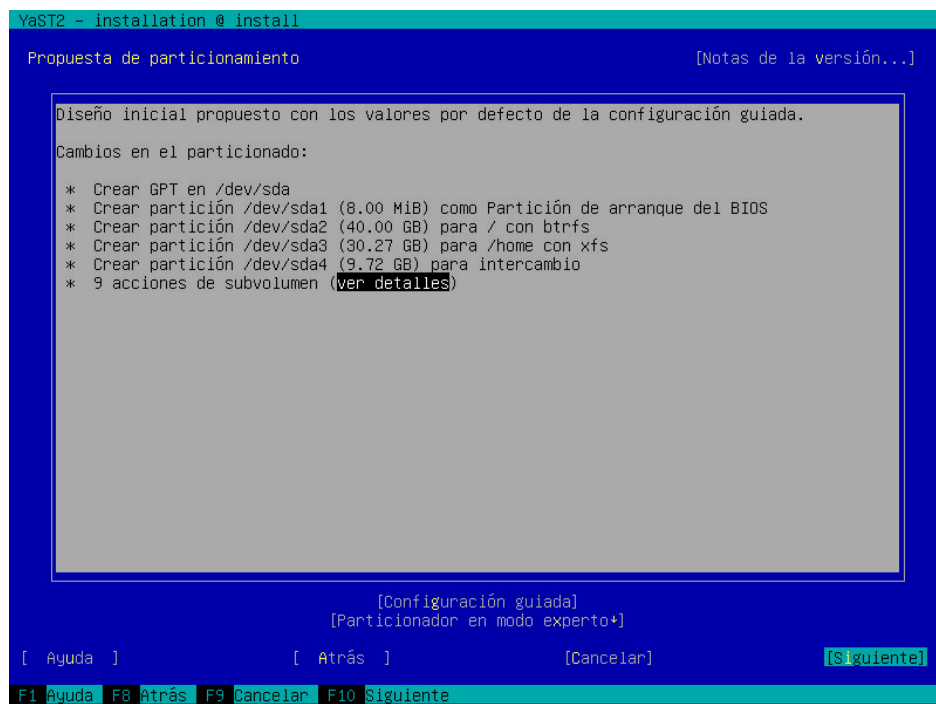 YaST2 - installation @ install
Propuesta de particionamiento [Notas de la versión...]
Diseño inicial propuesto con los valores por defecto de la configuración guiada.
Cambios en el particionado:
* Crear GPT en /dev/sda
* Crear partición /dev/sda1 (8.00 MiB) como Partición de arranque del BIOS
* Crear partición /dev/sda2 (40.00 GB) para / con btrfs
* Crear partición /dev/sda3 (30.27 GB) para /home con xfs
* Crear partición /dev/sda4 (9.72 GB) para intercambio
* 9 acciones de subvolumen (ver detalles)
[Configuración guiada]
[Particionador en modo experto↓]
[ Ayuda ] [ Atrás ] [Cancelar] [Siguiente]
F1 Ayuda F8 Atrás F9 Cancelar F10 Siguiente